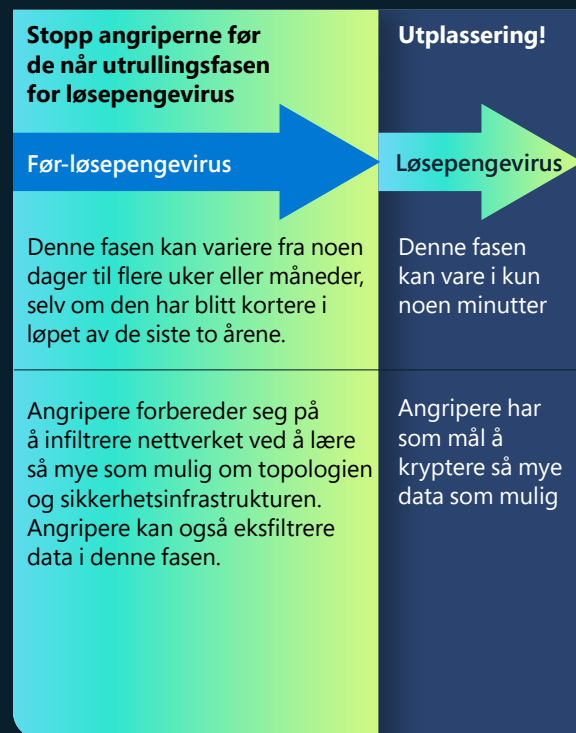 Stopp angriperne før
de når utrullingsfasen
for løsepengevirus
Utplassering!
Før-løsepengevirus
Løsepengevirus
Denne fasen kan variere fra noen
dager til flere uker eller måneder,
selv om den har blitt kortere i
løpet av de siste to årene.
Denne fasen
kan vare i kun
noen minutter
Angripere forbereder seg på
å infiltrere nettverket ved å lære
så mye som mulig om topologien
og sikkerhetsinfrastrukturen.
Angripere kan også eksfiltrere
data i denne fasen.
Angripere har
som mål å
kryptere så mye
data som mulig